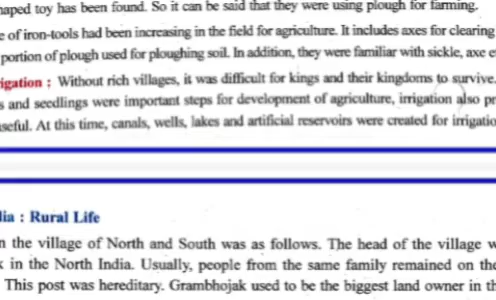 haped toy has been found. So it can be said that they were using plough for farming.
e of iron-tools had been increasing in the field for agriculture. It includes axes for clearing
portion of plough used for ploughing soil. In addition, they were familiar with sickle, axe e
igation : Without rich villages, it was difficult for kings and their kingdoms to survive.
s and seedlings were important steps for development of agriculture, irrigation also pr
useful. At this time, canals, wells, lakes and artificial reservoirs were created for irrigatio
dia : Rural Life
n the village of North and South was as follows. The head of the village w
k in the North India. Usually, people from the same family remained on the
This post was hereditary. Grambhojak used to be the biggest land owner in th